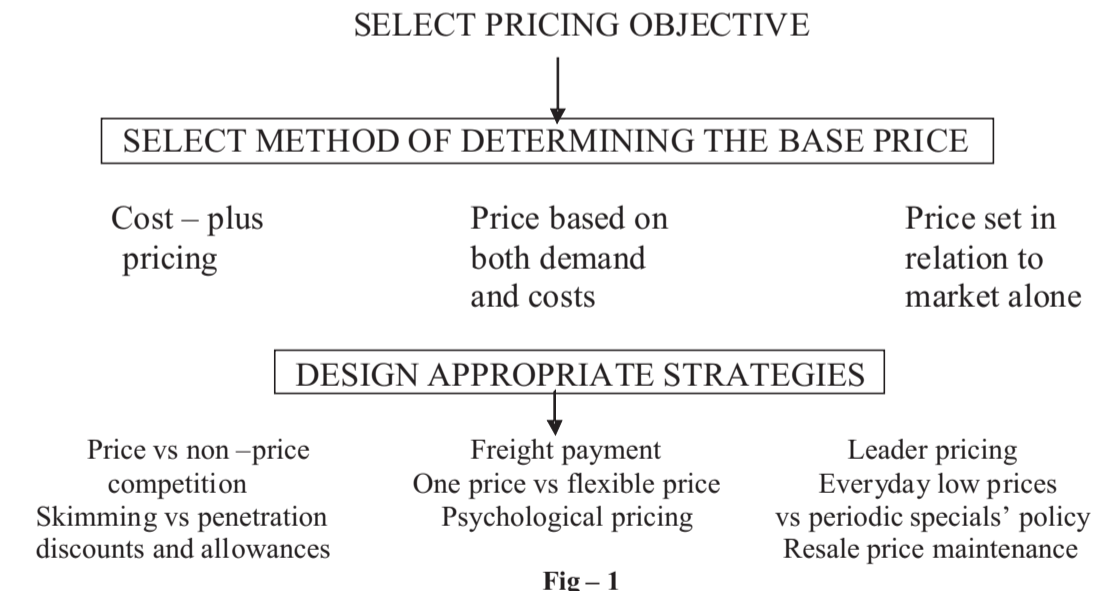 SELECT PRICING OBJECTIVE
SELECT METHOD OF DETERMINING THE BASE PRICE
Cost – plus
pricing
Price based on
both demand
and costs
Price set in
relation to
market alone
DESIGN APPROPRIATE STRATEGIES
Price vs non –price
competition
Skimming vs penetration
discounts and allowances
Freight payment
One price vs flexible price
Psychological pricing
Leader pricing
Everyday low prices
vs periodic specials’ policy
Resale price maintenance
Fig – 1